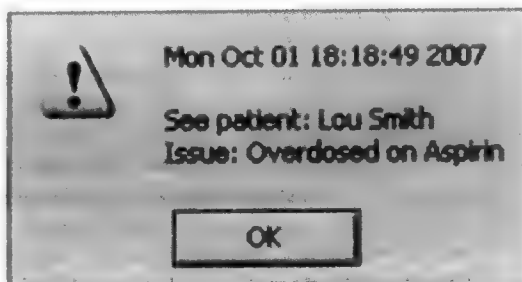 Mon Oct 01 18:18:49 2007
See patient: Lou Smith
Issue: Overdosed on Aspirin
OK